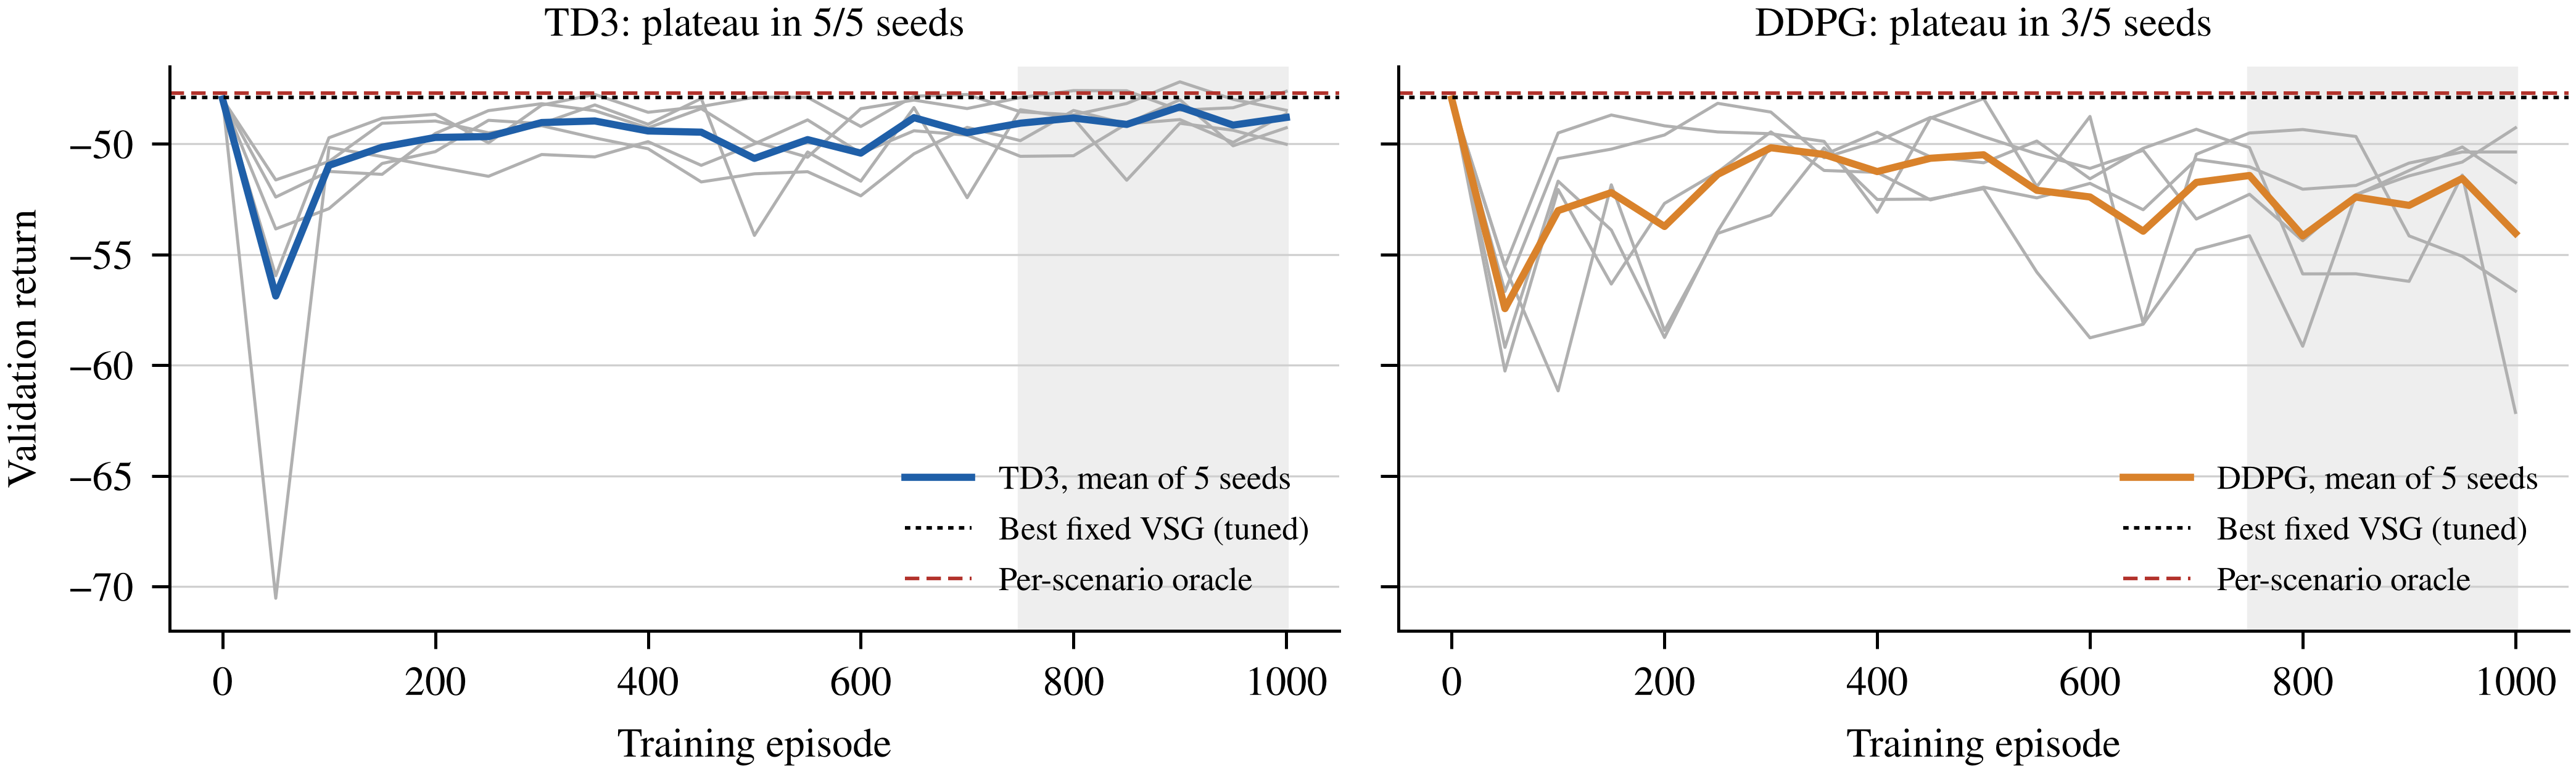 TD3: plateau in 5/5 seeds
Validation return
−50
−55
−60
−65
−70
TD3, mean of 5 seeds
Best fixed VSG (tuned)
Per-scenario oracle
0 200 400 600 800 1000
Training episode
DDPG: plateau in 3/5 seeds
DDPG, mean of 5 seeds
Best fixed VSG (tuned)
Per-scenario oracle
0 200 400 600 800 1000
Training episode